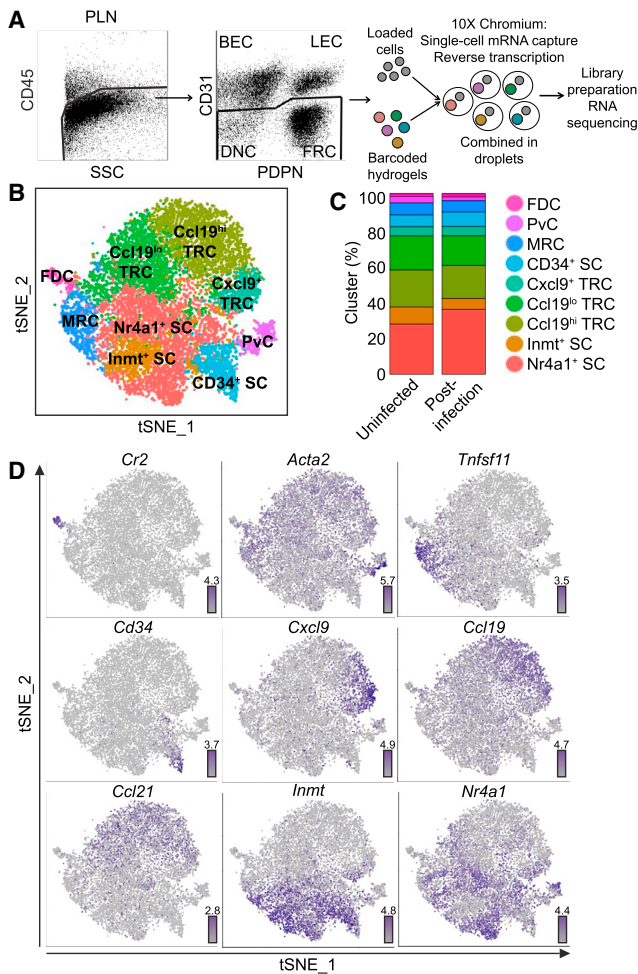 A
PLN
CD45
SSC
CD31
BEC
LEC
DNC
FRC
PDPN
Loaded
cells
Barcoded
hydrogels
10X Chromium:
Single-cell mRNA capture
Reverse transcription
Combined in
droplets
Library
preparation
RNA
sequencing
B
tSNE_2
Ccl19hi
TRC
Ccl19lo
TRC
FDC
Cxcl9+
TRC
MRC
Nr4a1+ SC
PvC
Inmt+ SC
CD34+ SC
tSNE_1
C
Cluster (%)
100
80
60
40
20
0
Uninfected
Post-
infection
FDC
PvC
MRC
CD34+ SC
Cxcl9+ TRC
Ccl19lo TRC
Ccl19hi TRC
Inmt+ SC
Nr4a1+ SC
D
Cr2
4.3
Acta2
5.7
Tnfsf11
3.5
Cd34
3.7
Cxcl9
4.9
Ccl19
4.7
Ccl21
2.8
Inmt
4.8
Nr4a1
4.4
tSNE_2
tSNE_1